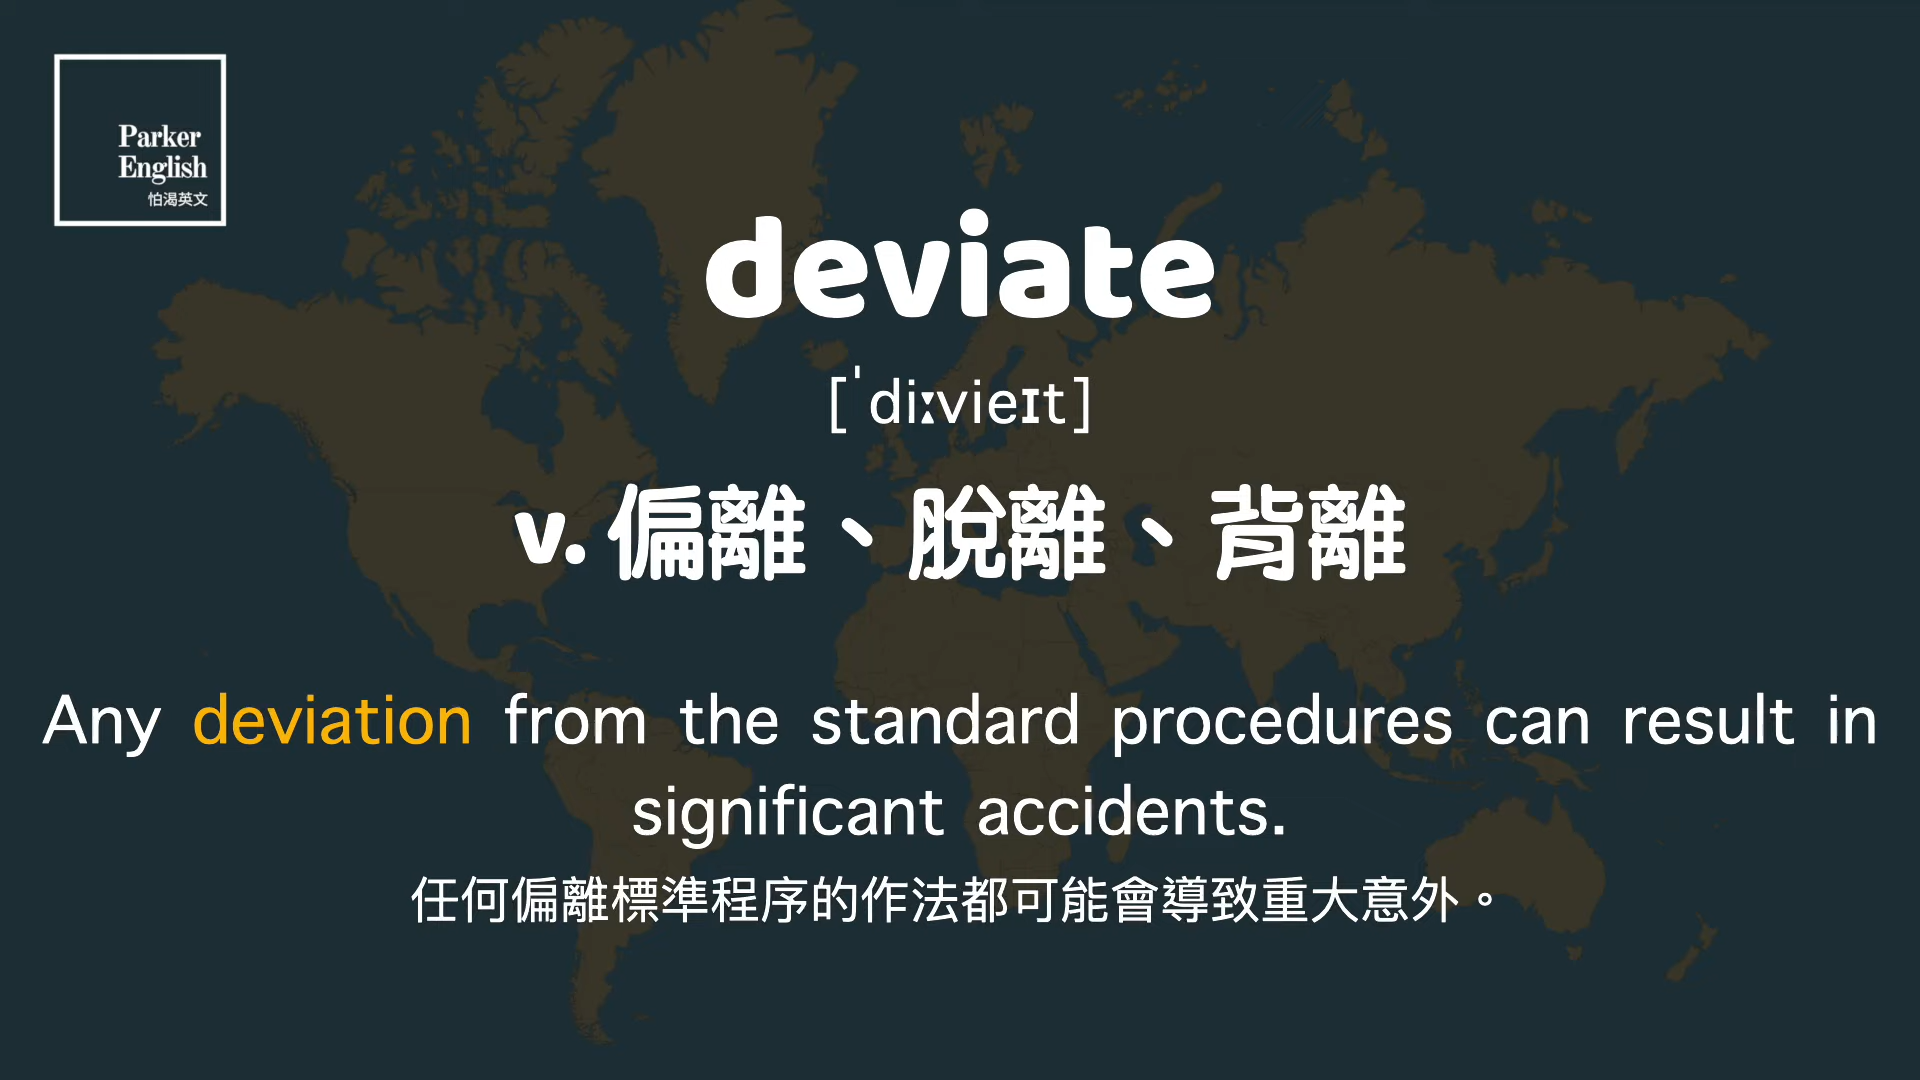 Parker
English
怕渴英文
deviate
[ˈdiːvieɪt]
v. 偏離、脫離、背離
Any deviation from the standard procedures can result in
significant accidents.
任何偏離標準程序的作法都可能會導致重大意外。